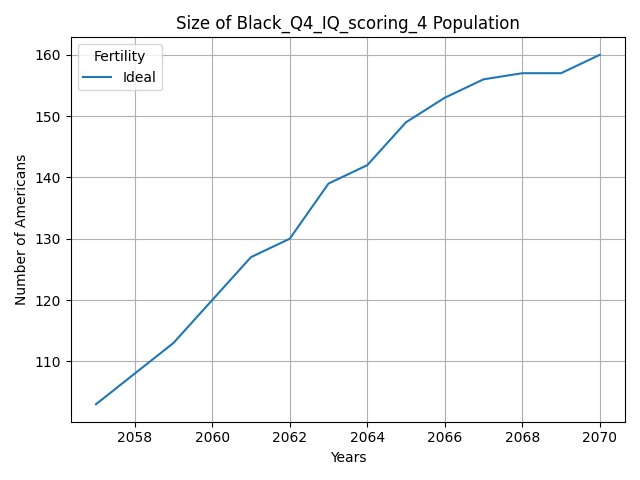 Size of Black_Q4_IQ_scoring_4 Population
Fertility
Ideal
Number of Americans
160
150
140
130
120
110
2058 2060 2062 2064 2066 2068 2070
Years